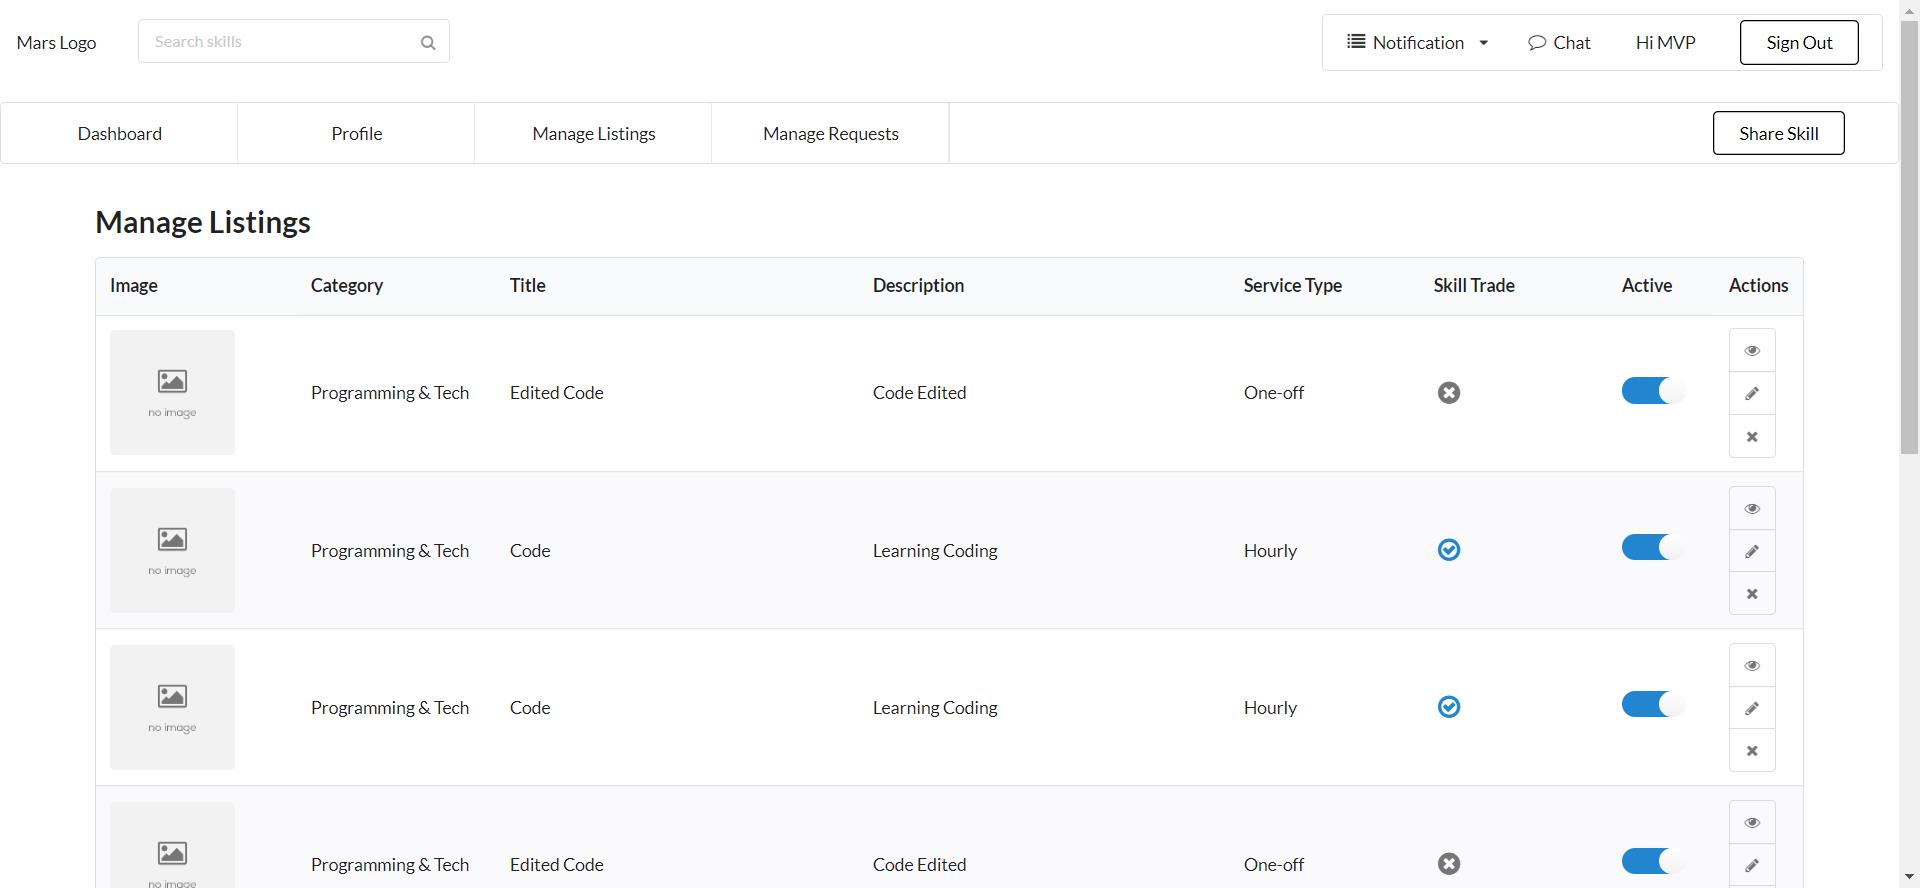 Mars Logo
Search skills
Notification
Chat
Hi MVP
Sign Out
Dashboard
Profile
Manage Listings
Manage Requests
Share Skill
Manage Listings
Image Category Title Description Service Type Skill Trade Active Actions
no image
Programming & Tech Edited Code Code Edited One-off
no image
Programming & Tech Code Learning Coding Hourly
no image
Programming & Tech Code Learning Coding Hourly
no image
Programming & Tech Edited Code Code Edited One-off